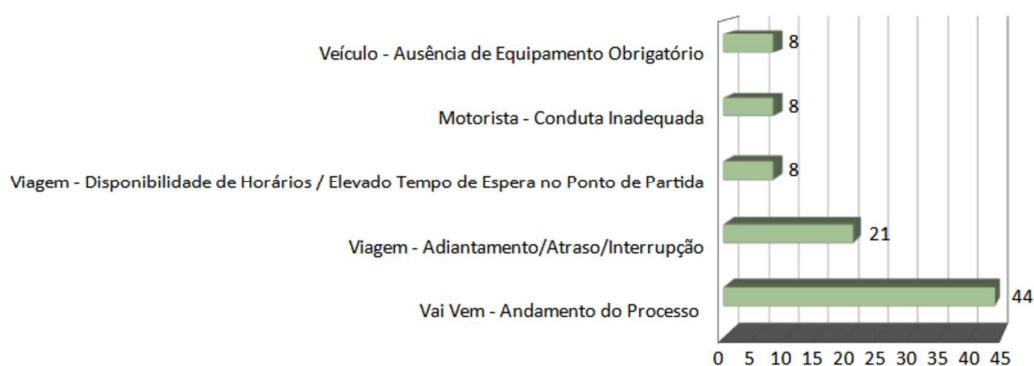 Veículo - Ausência de Equipamento Obrigatório 8
Motorista - Conduta Inadequada 8
Viagem - Disponibilidade de Horários / Elevado Tempo de Espera no Ponto de Partida 8
Viagem - Adiantamento/Atraso/Interrupção 21
Vai Vem - Andamento do Processo 44
0 5 10 15 20 25 30 35 40 45